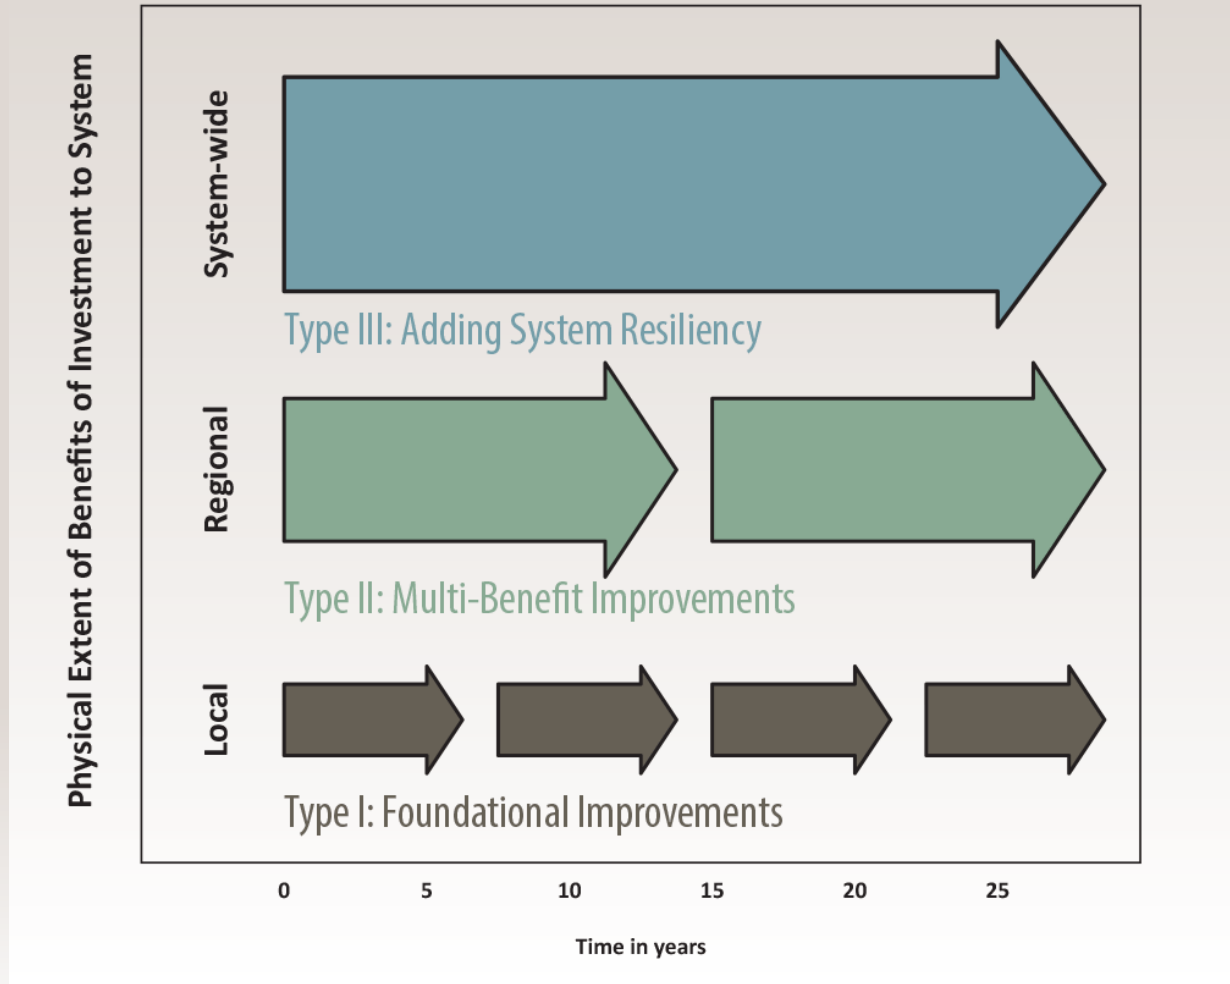 Physical Extent of Benefits of Investment to System
System-wide
Type III: Adding System Resiliency
Regional
Type II: Multi-Benefit Improvements
Local
Type I: Foundational Improvements
0 5 10 15 20 25
Time in years